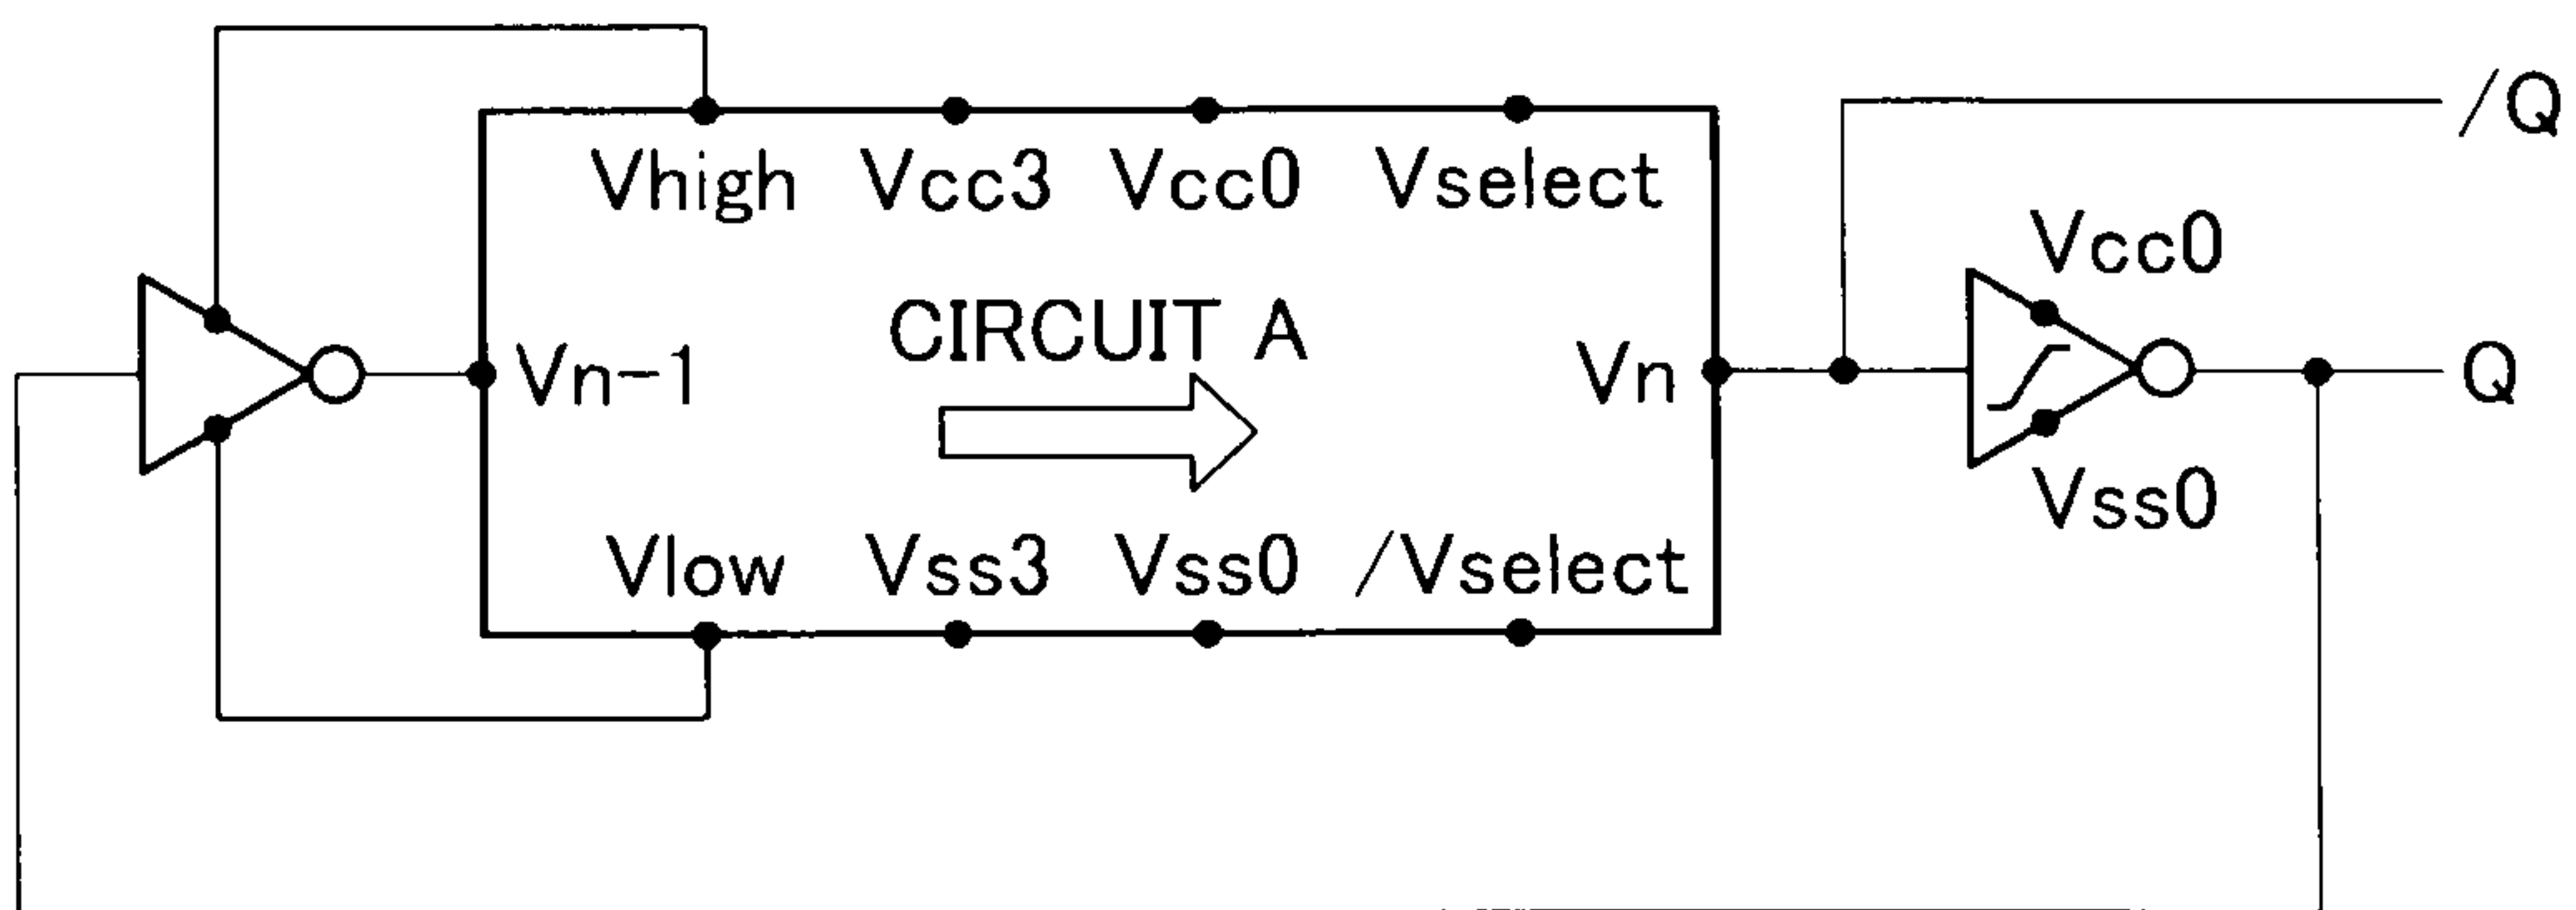 /Q
Vhigh Vcc3 Vcc0 Vselect
Vcc0
CIRCUIT A
Vn-1
Vn
Q
Vss0
Vlow Vss3 Vss0 /Vselect